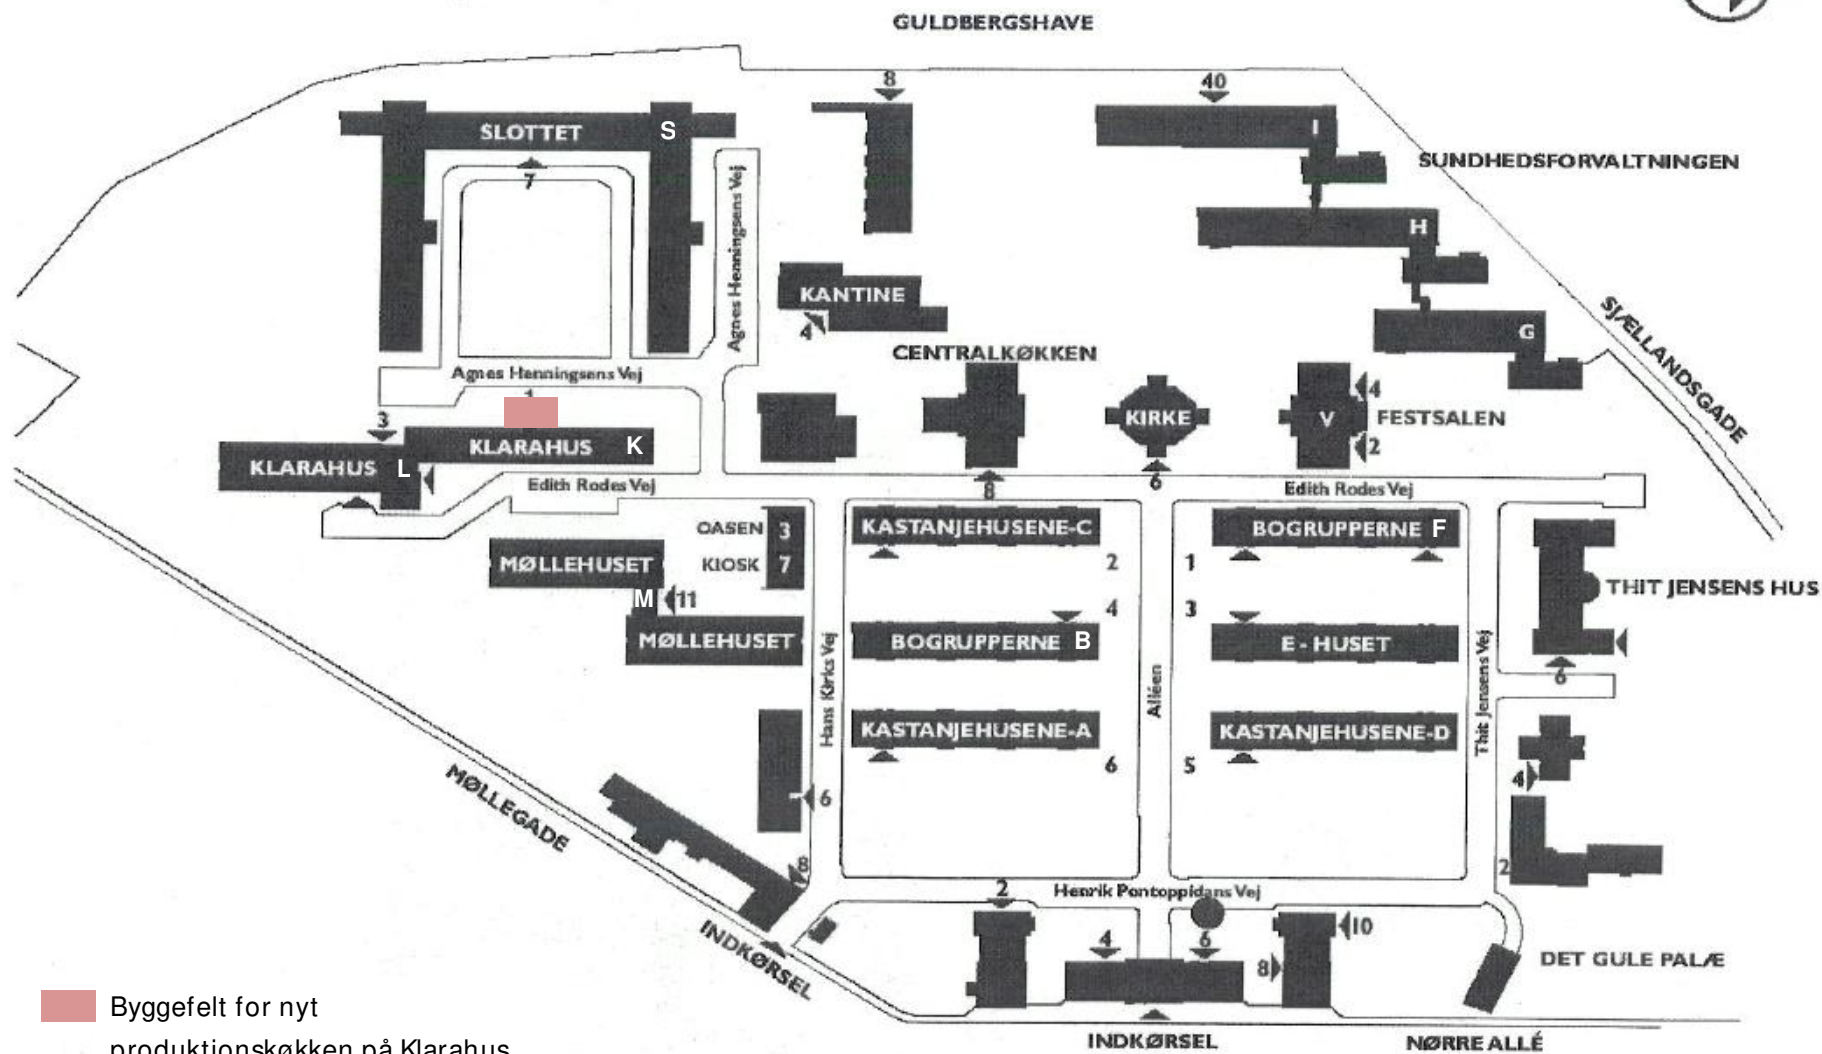 GULDBERGSHAVE
8
40
SLOTTET S
I
SUNDHEDSFORVALTNINGEN
7
Agnes Henningsens Vej
H
KANTINE
4
G
SJÆLLANDSGADE
CENTRALKØKKEN
Agnes Henningsens Vej
3
KLARAHUS K
KIRKE
V
4
FESTSALEN
2
KLARAHUS L
Edith Rodes Vej
8
6
Edith Rodes Vej
OASEN 3
KASTANJEHUSENE-C
BOGRUPPERNE F
MØLLEHUSET
KIOSK 7
2
1
M 11
4
3
THIT JENSENS HUS
MØLLEHUSET
BOGRUPPERNE B
E - HUSET
6
Hans Kirks Vej
Alléen
Thit Jensens Vej
KASTANJEHUSENE-A
KASTANJEHUSENE-D
6
5
4
6
MØLLEGADE
8
2
2
Henrik Pontoppidans Vej
INDKØRSEL
4
6
10
8
DET GULE PALÆ
Byggefelt for nyt
produktionskøkken på Klarahus
INDKØRSEL
NØRRE ALLÉ